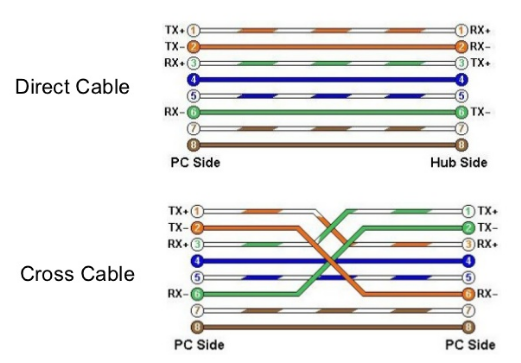 TX+ 1 1 RX+
TX- 2 2 RX-
RX+ 3 3 TX+
Direct Cable
4 4
5 5
RX- 6 6 TX-
7 7
8 8
PC Side Hub Side
TX+ 1 1 TX+
TX- 2 2 TX-
RX+ 3 3 RX+
4 4
Cross Cable
5 5
RX- 6 6 RX-
7 7
8 8
PC Side PC Side